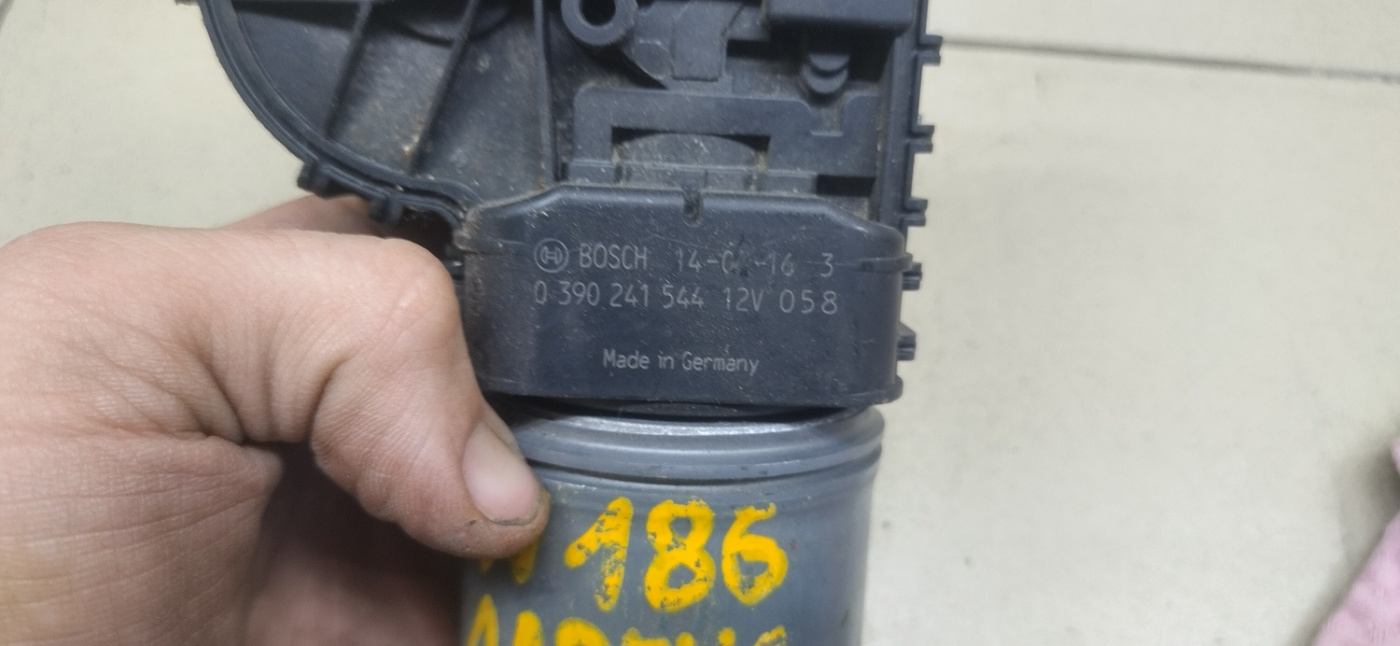 BOSCH 14-0 -16 3
0 390 241 544 12V 058
Made in Germany
186